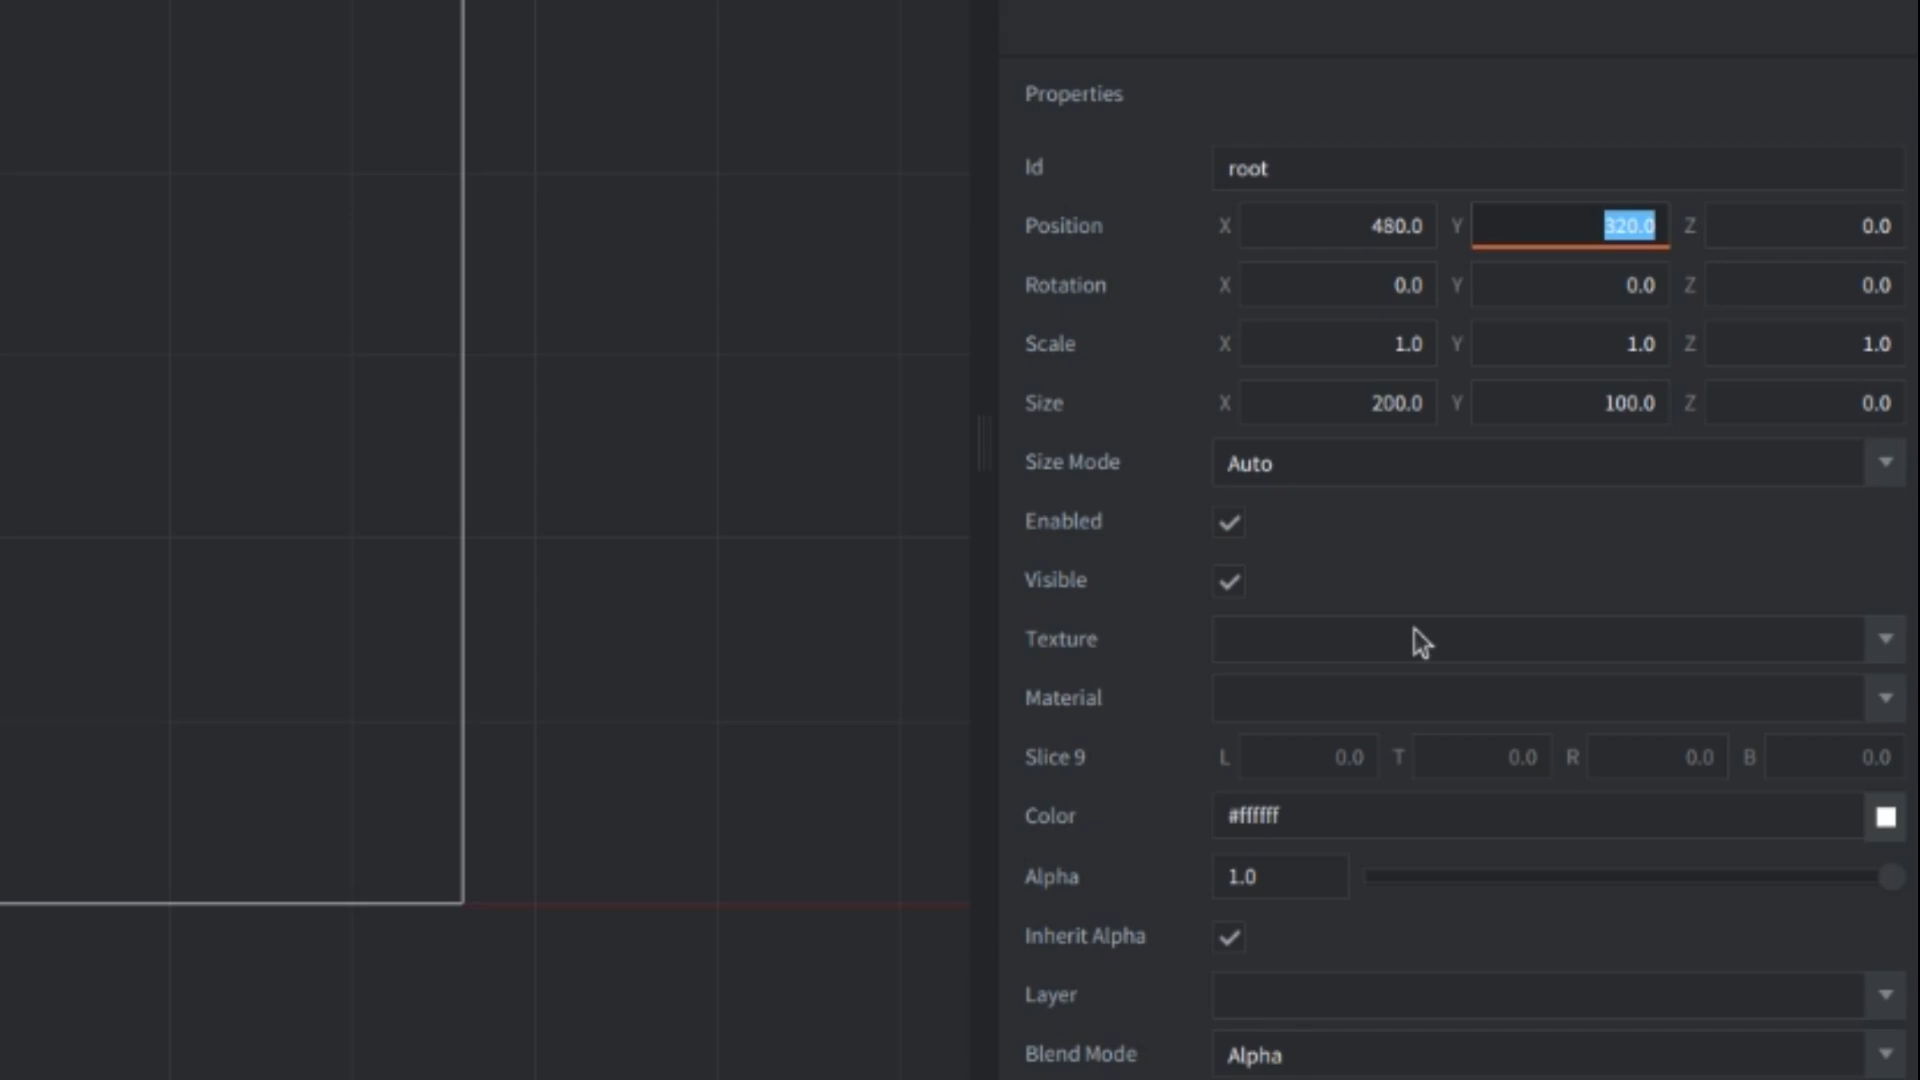 Properties
Id root
Position X 480.0 Y 320.0 Z 0.0
Rotation X 0.0 Y 0.0 Z 0.0
Scale X 1.0 Y 1.0 Z 1.0
Size X 200.0 Y 100.0 Z 0.0
Size Mode Auto
Enabled
Visible
Texture
Material
Slice 9 L 0.0 T 0.0 R 0.0 B 0.0
Color #ffffff
Alpha 1.0
Inherit Alpha
Layer
Blend Mode Alpha